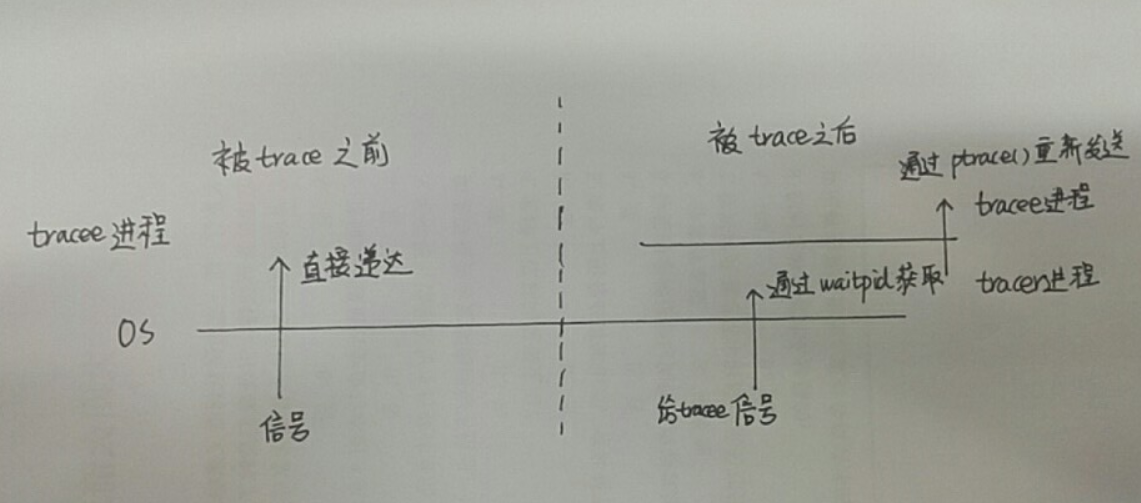 被trace之前
tracee进程
直接递达
OS
信号
被trace之后
通过ptrace()重新发送
tracee进程
通过waitpid获取
tracer进程
给tracee信号